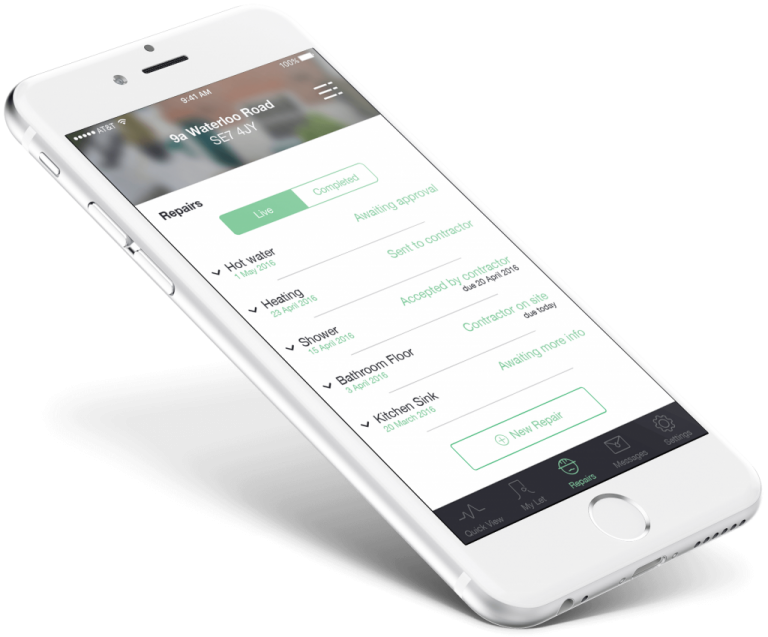 AT&T 9:41 AM 100%
9a Waterloo Road
SE7 4JY
Repairs
Live Completed
Hot water Awaiting approval
1 May 2016
Heating Sent to contractor
23 April 2016
Shower Accepted by contractor
15 April 2016 due 20 April 2016
Bathroom Floor Contractor on site
3 April 2016 due today
Kitchen Sink Awaiting more info
20 March 2016
New Repair
Quick View My Let Repairs Messages Settings